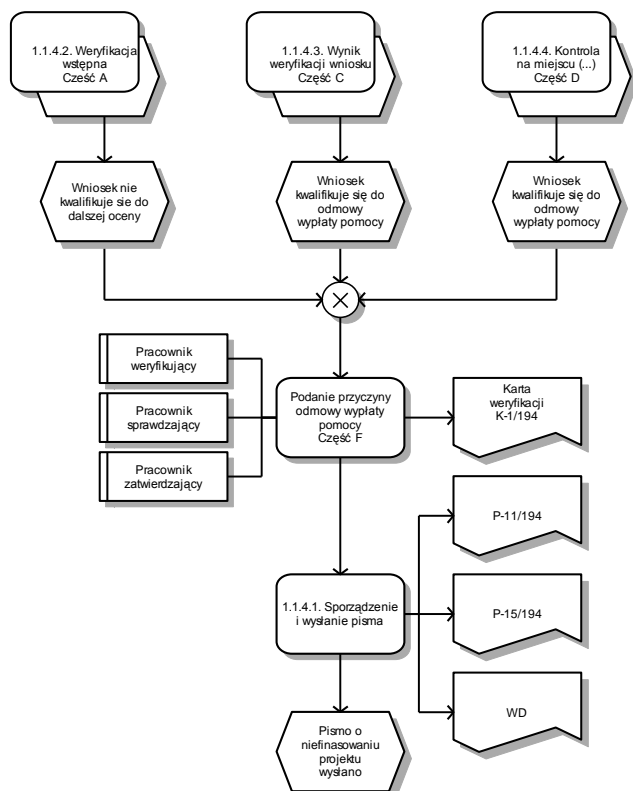 1.1.4.2. Weryfikacja
wstępna
Cześć A
1.1.4.3. Wynik
weryfikacji wniosku
Część C
1.1.4.4. Kontrola
na miejscu (...)
Część D
Wniosek nie
kwalifikuje sie do
dalszej oceny
Wniosek
kwalifikuje się do
odmowy
wypłaty pomocy
Wniosek
kwalifikuje się do
odmowy
wypłaty pomocy
Pracownik
weryfikujący
Pracownik
sprawdzający
Pracownik
zatwierdzający
Podanie przyczyny
odmowy wypłaty
pomocy
Część F
Karta
weryfikacji
K-1/194
P-11/194
1.1.4.1. Sporządzenie
i wysłanie pisma
P-15/194
WD
Pismo o
niefinasowaniu
projektu
wysłano